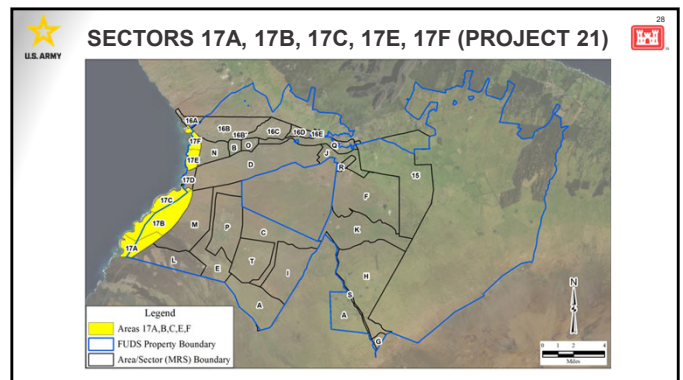 28
SECTORS 17A, 17B, 17C, 17E, 17F (PROJECT 21)
U.S. ARMY
16A
16B
16B
16C
16D
16E
17F
N
B
O
Q
J
17E
D
R
15
17D
17C
F
17B
M
P
C
K
17A
L
E
T
I
H
S
A
A
G
N
Legend
Areas 17A,B,C,E,F
FUDS Property Boundary
Area/Sector (MRS) Boundary
0 1 2 4
Miles